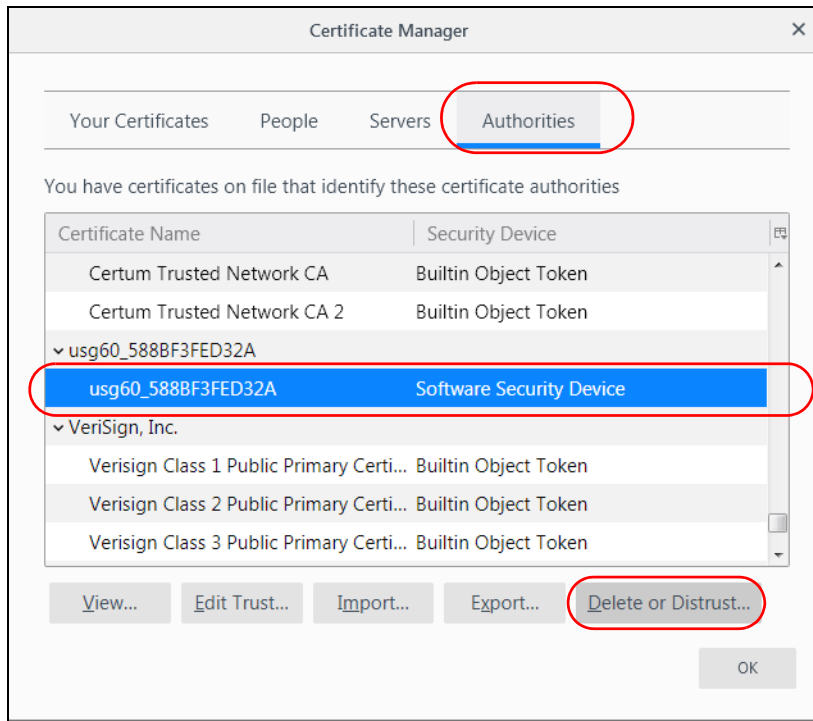 Certificate Manager
Your Certificates People Servers Authorities
You have certificates on file that identify these certificate authorities
Certificate Name Security Device
Certum Trusted Network CA Builtin Object Token
Certum Trusted Network CA 2 Builtin Object Token
usg60_588BF3FED32A
usg60_588BF3FED32A Software Security Device
VeriSign, Inc.
Verisign Class 1 Public Primary Certi... Builtin Object Token
Verisign Class 2 Public Primary Certi... Builtin Object Token
Verisign Class 3 Public Primary Certi... Builtin Object Token
View... Edit Trust... Import... Export... Delete or Distrust...
OK